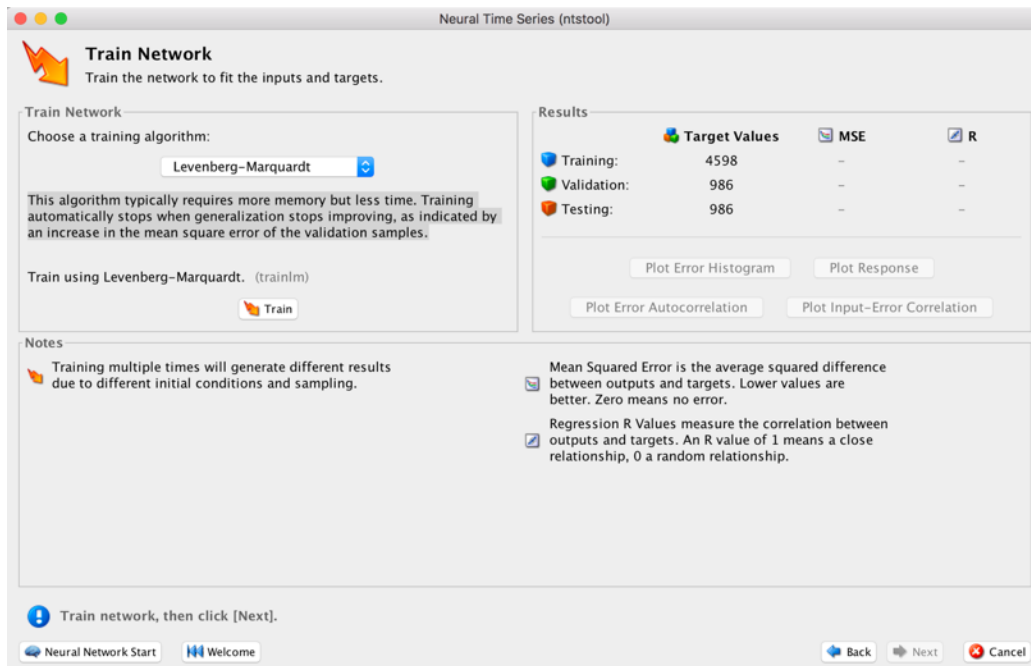 Neural Time Series (ntstool)
Train Network
Train the network to fit the inputs and targets.
Train Network
Choose a training algorithm:
Levenberg-Marquardt
This algorithm typically requires more memory but less time. Training
automatically stops when generalization stops improving, as indicated by
an increase in the mean square error of the validation samples.
Train using Levenberg-Marquardt. (trainlm)
Train
Results
Target Values MSE R
Training: 4598 - -
Validation: 986 - -
Testing: 986 - -
Plot Error Histogram Plot Response
Plot Error Autocorrelation Plot Input-Error Correlation
Notes
Training multiple times will generate different results
due to different initial conditions and sampling.
Mean Squared Error is the average squared difference
between outputs and targets. Lower values are
better. Zero means no error.
Regression R Values measure the correlation between
outputs and targets. An R value of 1 means a close
relationship, 0 a random relationship.
Train network, then click [Next].
Neural Network Start Welcome Back Next Cancel